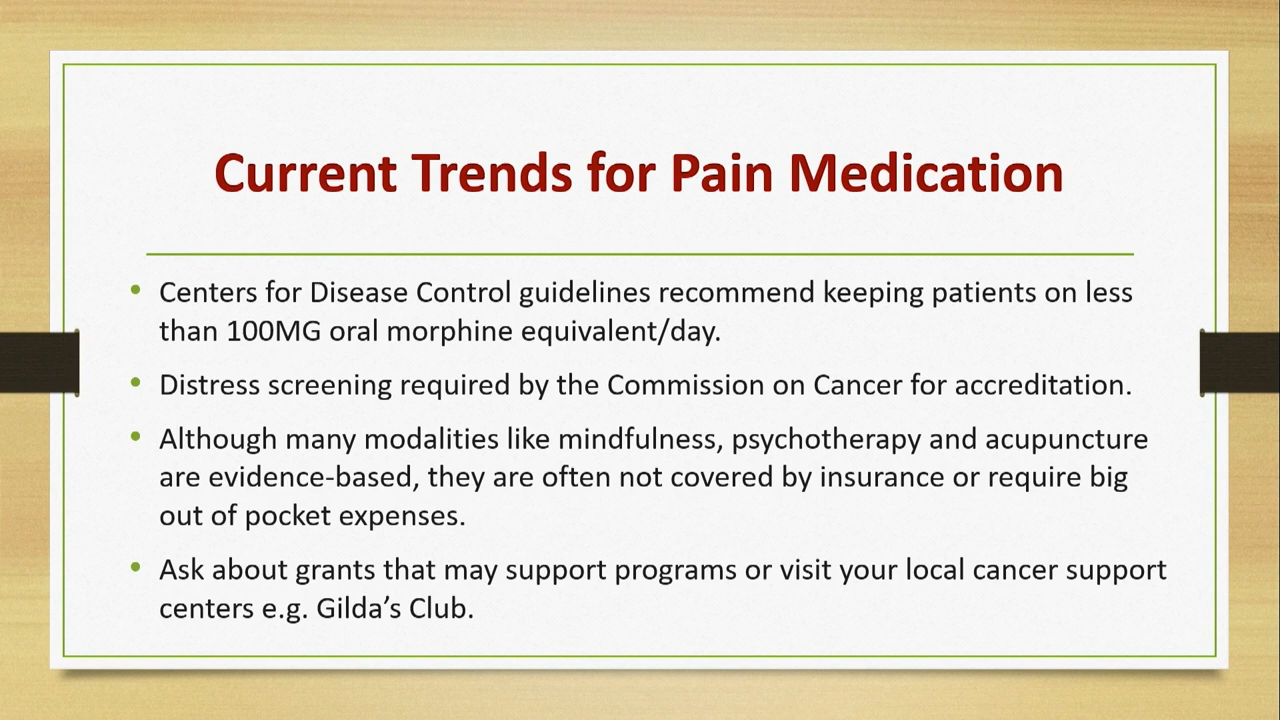 Current Trends for Pain Medication
• Centers for Disease Control guidelines recommend keeping patients on less
than 100MG oral morphine equivalent/day.
• Distress screening required by the Commission on Cancer for accreditation.
• Although many modalities like mindfulness, psychotherapy and acupuncture
are evidence-based, they are often not covered by insurance or require big
out of pocket expenses.
• Ask about grants that may support programs or visit your local cancer support
centers e.g. Gilda’s Club.